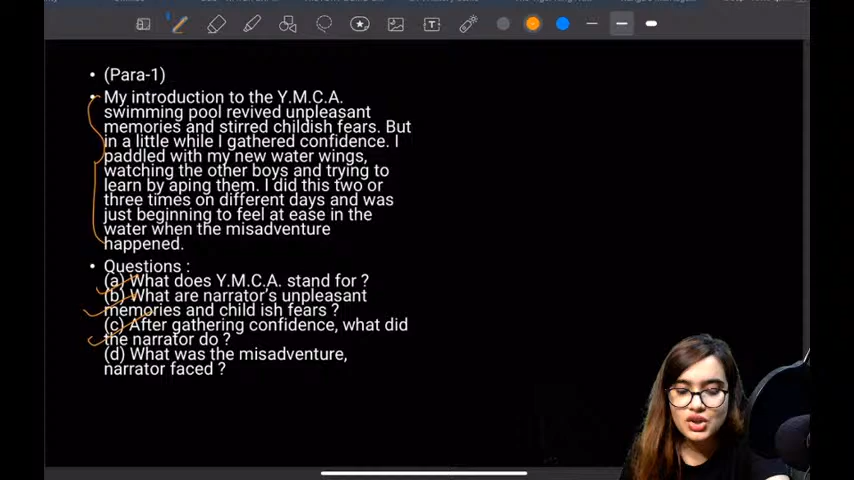 • (Para-1)
• My introduction to the Y.M.C.A.
swimming pool revived unpleasant
memories and stirred childish fears. But
in a little while I gathered confidence. I
paddled with my new water wings,
watching the other boys and trying to
learn by aping them. I did this two or
three times on different days and was
just beginning to feel at ease in the
water when the misadventure
happened.
• Questions :
(a) What does Y.M.C.A. stand for ?
(b) What are narrator's unpleasant
memories and child ish fears ?
(c) After gathering confidence, what did
the narrator do ?
(d) What was the misadventure,
narrator faced ?